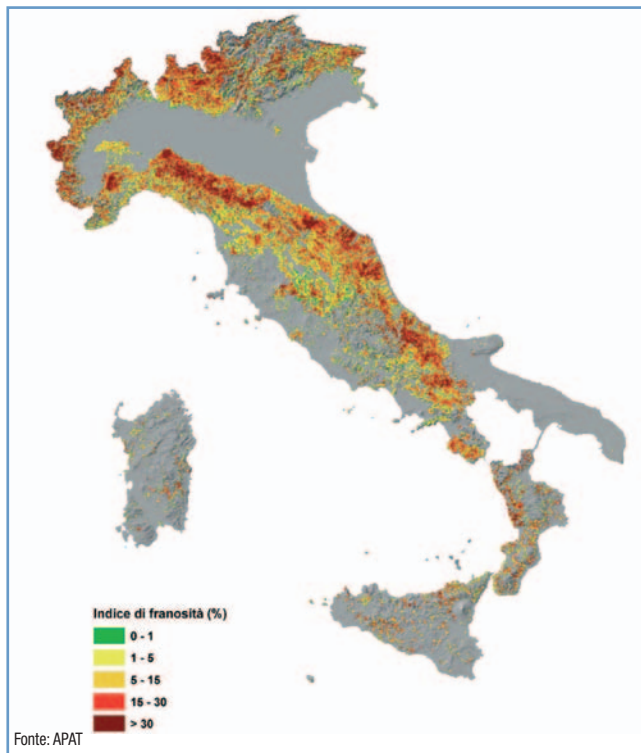 Indice di franosità (%)
0 - 1
1 - 5
5 - 15
15 - 30
> 30
Fonte: APAT